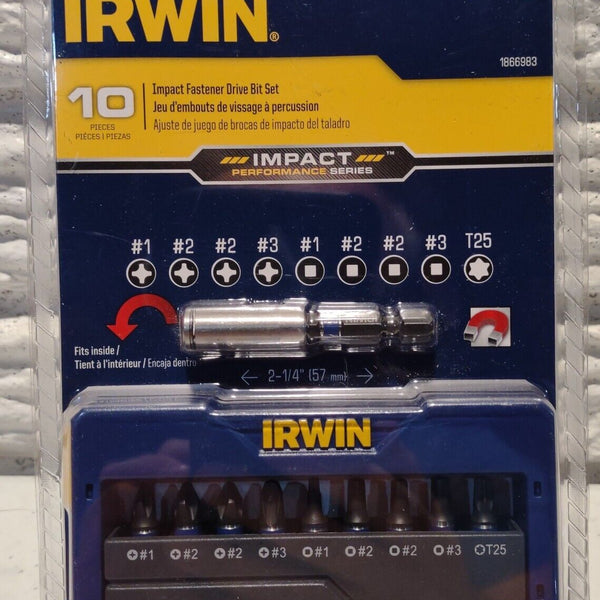 IRWIN®
1866983
10
PIECES
PIÈCES | PIEZAS
Impact Fastener Drive Bit Set
Jeu d'embouts de vissage à percussion
Ajuste de juego de brocas de impacto del taladro
IMPACT™
PERFORMANCE SERIES
#1 #2 #2 #3 #1 #2 #2 #3 T25
Fits inside /
Tient à l'intérieur / Encaja dentro
2-1/4" (57 mm)
IRWIN
#1 #2 #2 #3 #1 #2 #2 #3 T25